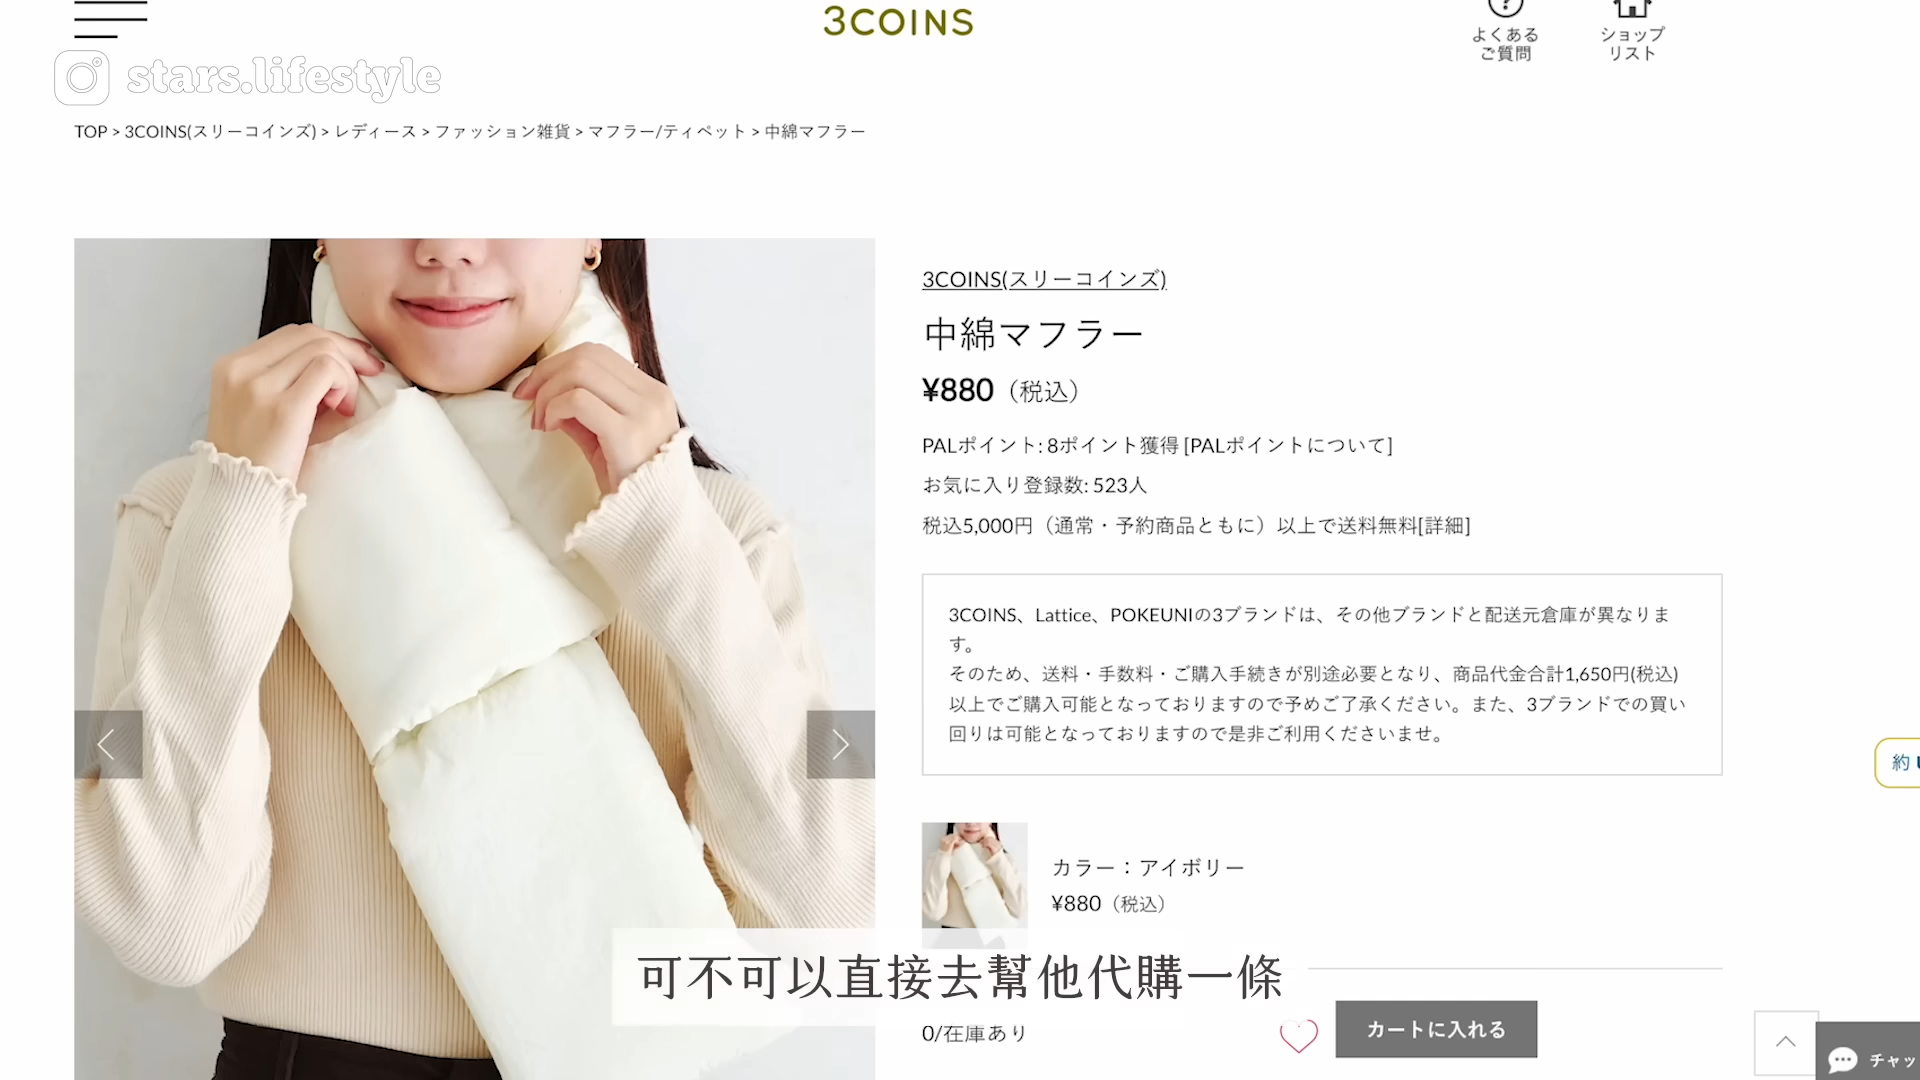 3COINS
よくある
ご質問
ショップ
リスト
stars.lifestyle
TOP > 3COINS(スリーコインズ) > レディース > ファッション雑貨 > マフラー/ティペット > 中綿マフラー
3COINS(スリーコインズ)
中綿マフラー
¥880（税込）
PALポイント: 8ポイント獲得 [PALポイントについて]
お気に入り登録数: 523人
税込5,000円（通常・予約商品ともに）以上で送料無料[詳細]
3COINS、Lattice、POKEUNIの3ブランドは、その他ブランドと配送元倉庫が異なりま
す。
そのため、送料・手数料・ご購入手続きが別途必要となり、商品代金合計1,650円(税込)
以上でご購入可能となっておりますので予めご了承ください。また、3ブランドでの買い
回りは可能となっておりますので是非ご利用くださいませ。
約
カラー：アイボリー
¥880（税込）
可不可以直接去幫他代購一條
0/在庫あり
カートに入れる
チャッ